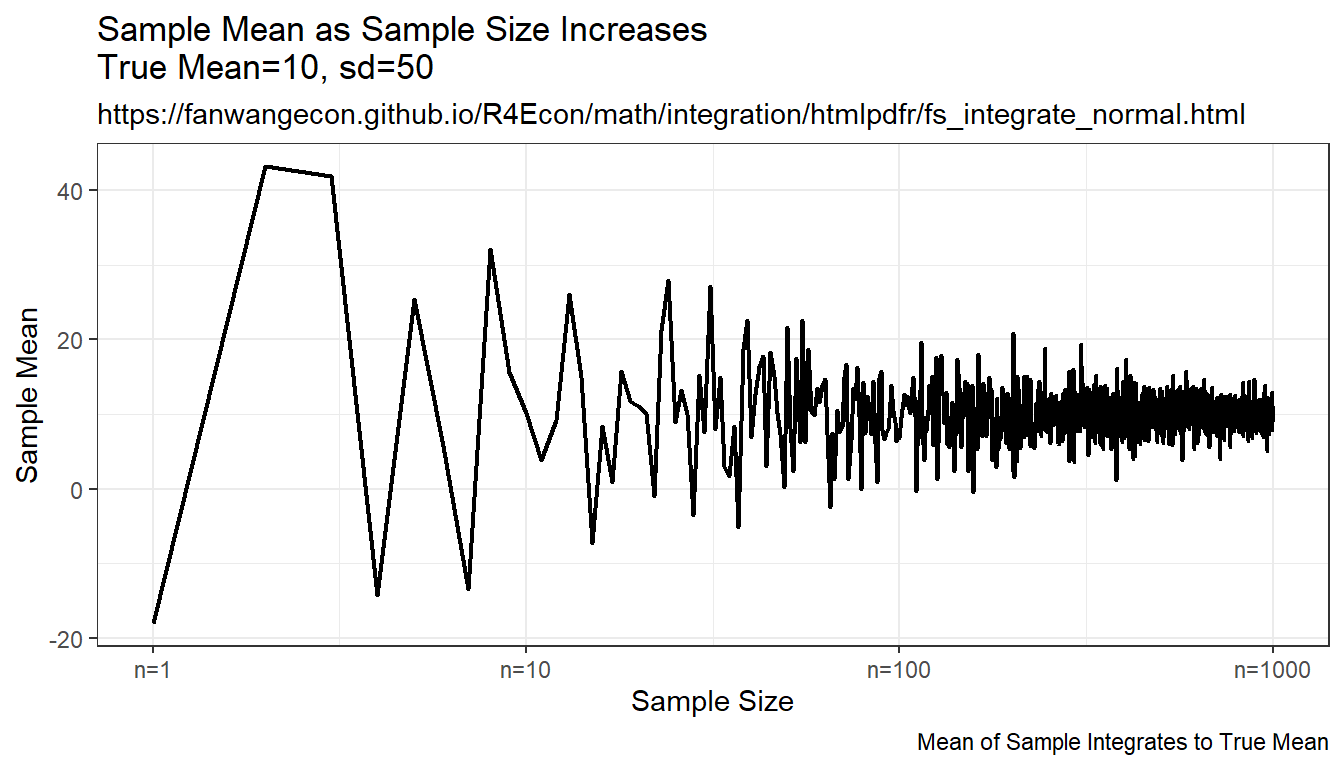 Sample Mean as Sample Size Increases
True Mean=10, sd=50
https://fanwangecon.github.io/R4Econ/math/integration/htmlpdfr/fs_integrate_normal.html
Sample Mean
40
20
0
-20
n=1
n=10
n=100
n=1000
Sample Size
Mean of Sample Integrates to True Mean